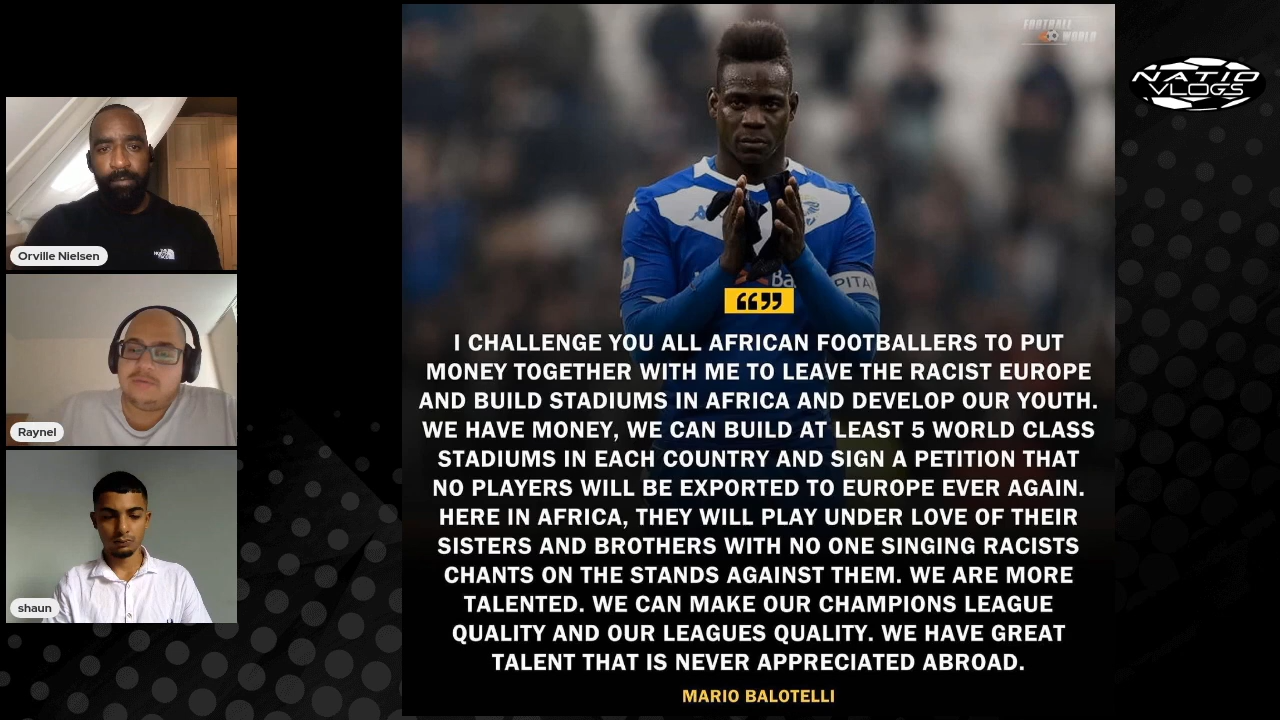 FOOTBALL
WORLD
NATIO
VLOGS
Orville Nielsen
Raynel
shaun
Ba
PITA
I CHALLENGE YOU ALL AFRICAN FOOTBALLERS TO PUT
MONEY TOGETHER WITH ME TO LEAVE THE RACIST EUROPE
AND BUILD STADIUMS IN AFRICA AND DEVELOP OUR YOUTH.
WE HAVE MONEY, WE CAN BUILD AT LEAST 5 WORLD CLASS
STADIUMS IN EACH COUNTRY AND SIGN A PETITION THAT
NO PLAYERS WILL BE EXPORTED TO EUROPE EVER AGAIN.
HERE IN AFRICA, THEY WILL PLAY UNDER LOVE OF THEIR
SISTERS AND BROTHERS WITH NO ONE SINGING RACISTS
CHANTS ON THE STANDS AGAINST THEM. WE ARE MORE
TALENTED. WE CAN MAKE OUR CHAMPIONS LEAGUE
QUALITY AND OUR LEAGUES QUALITY. WE HAVE GREAT
TALENT THAT IS NEVER APPRECIATED ABROAD.
MARIO BALOTELLI